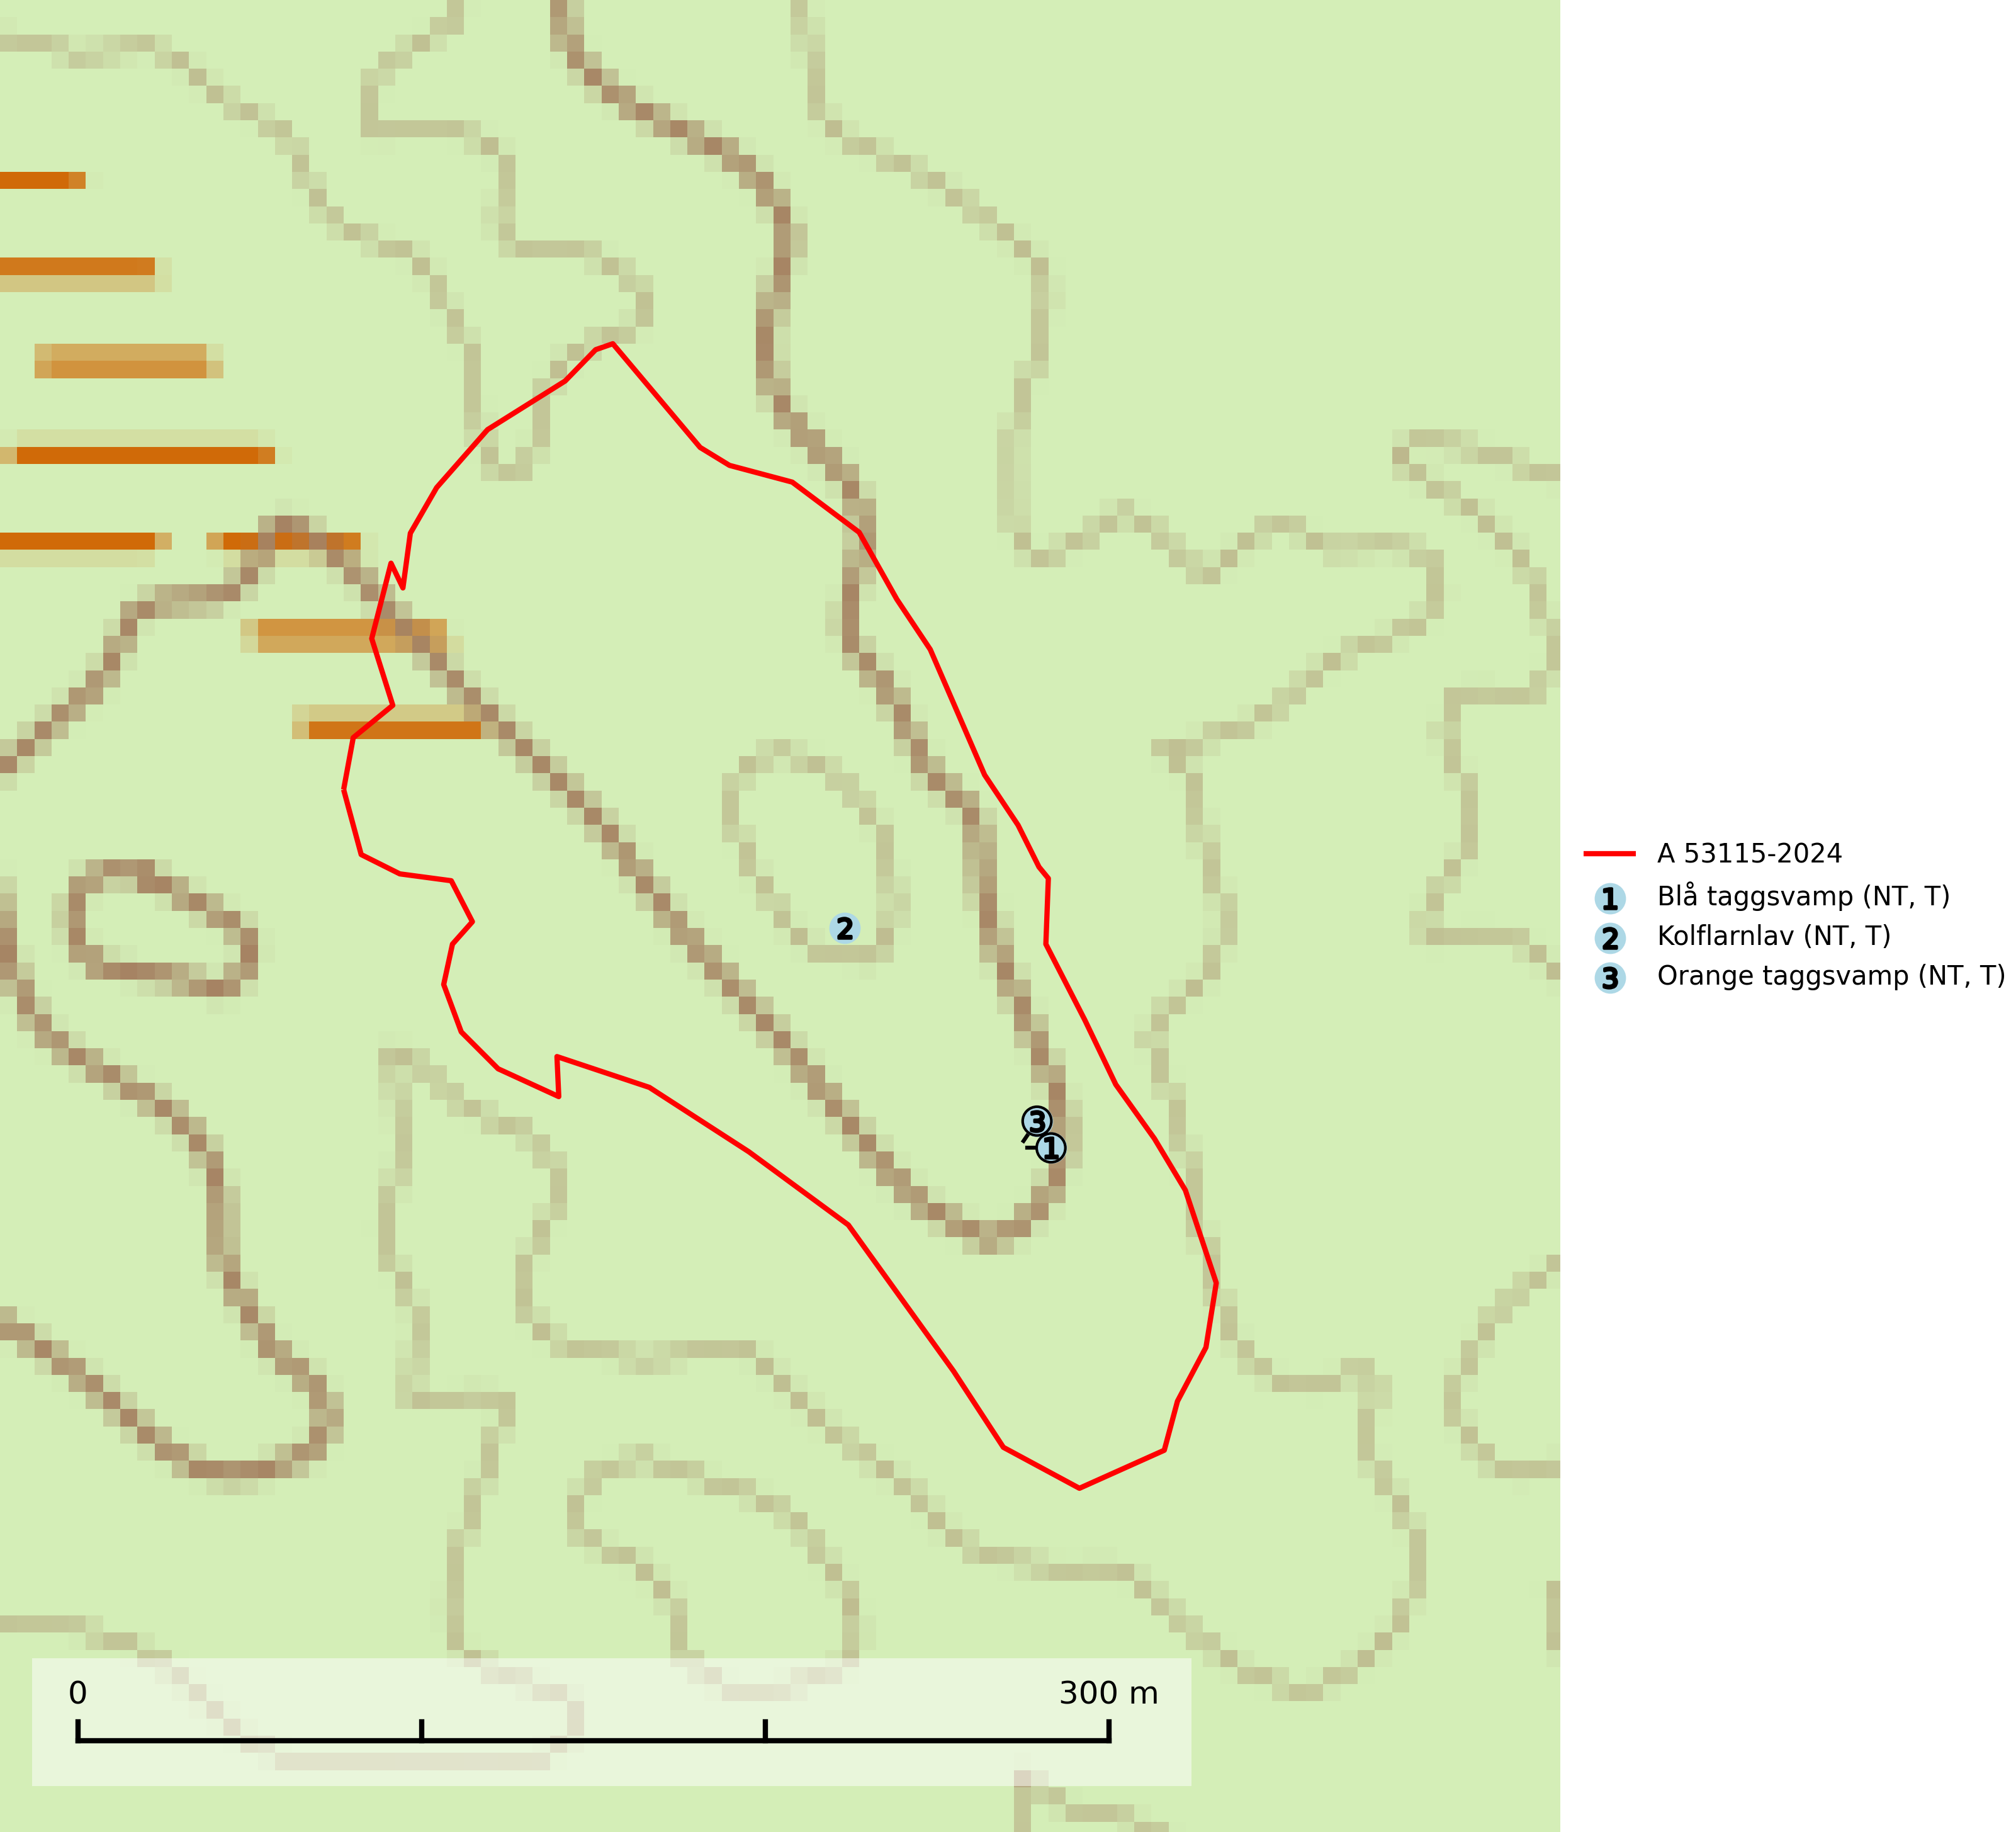 A 53115-2024
1 Blå taggsvamp (NT, T)
2 Kolflarnlav (NT, T)
3 Orange taggsvamp (NT, T)
2
3
1
0 300 m